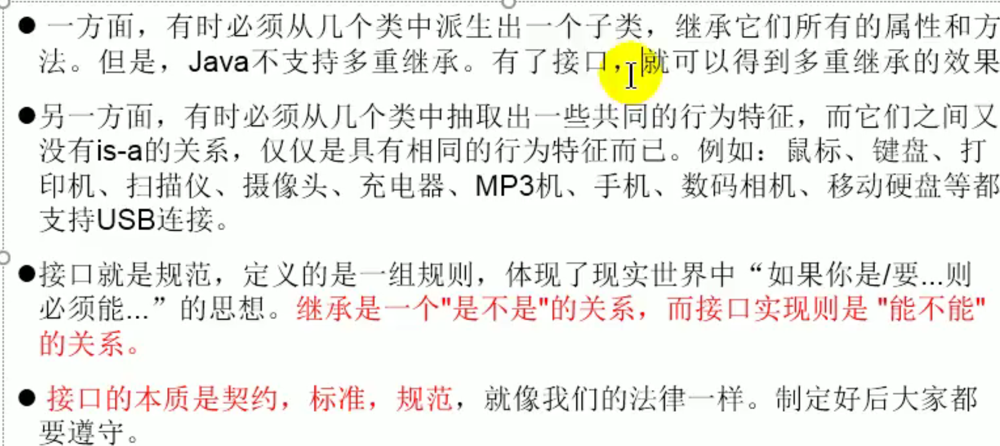 ●一方面，有时必须从几个类中派生出一个子类，继承它们所有的属性和方
法。但是，Java不支持多重继承。有了接口，就可以得到多重继承的效果
●另一方面，有时必须从几个类中抽取出一些共同的行为特征，而它们之间又
没有is-a的关系，仅仅是具有相同的行为特征而已。例如：鼠标、键盘、打
印机、扫描仪、摄像头、充电器、MP3机、手机、数码相机、移动硬盘等都
支持USB连接。
●接口就是规范，定义的是一组规则，体现了现实世界中“如果你是/要...则
必须能...”的思想。继承是一个"是不是"的关系，而接口实现则是 "能不能"
的关系。
●接口的本质是契约，标准，规范，就像我们的法律一样。制定好后大家都
要遵守。